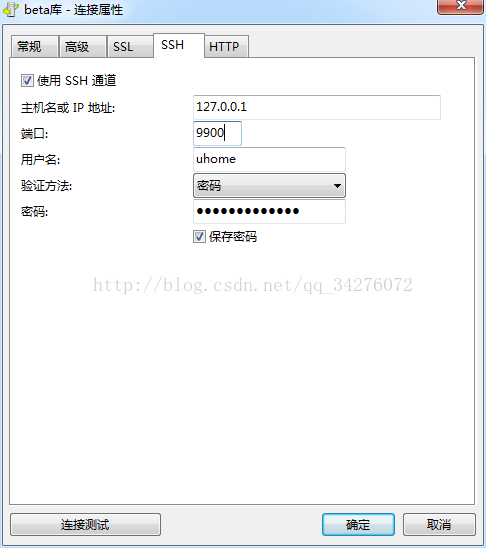 beta库 - 连接属性
常规 高级 SSL SSH HTTP
使用 SSH 通道
主机名或 IP 地址: 127.0.0.1
端口: 9900
用户名: uhome
验证方法: 密码
密码: ●●●●●●●●●●●●●
保存密码
http://blog.csdn.net/qq_34276072
连接测试 确定 取消